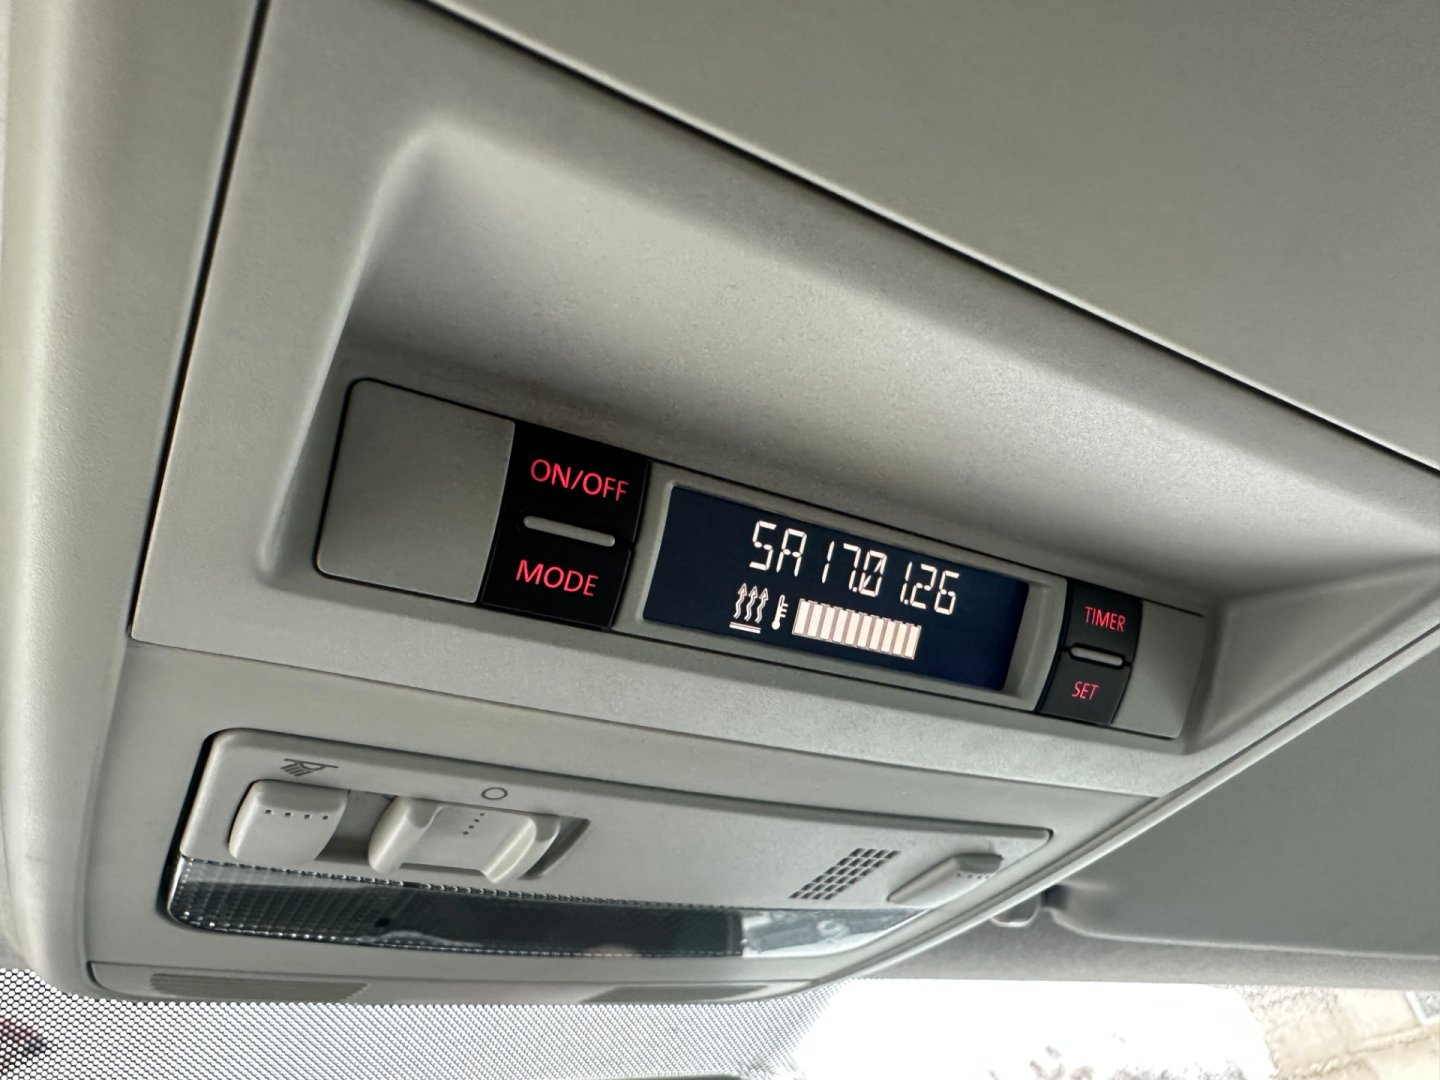 ON/OFF
MODE
SA 17.01.26
TIMER
SET